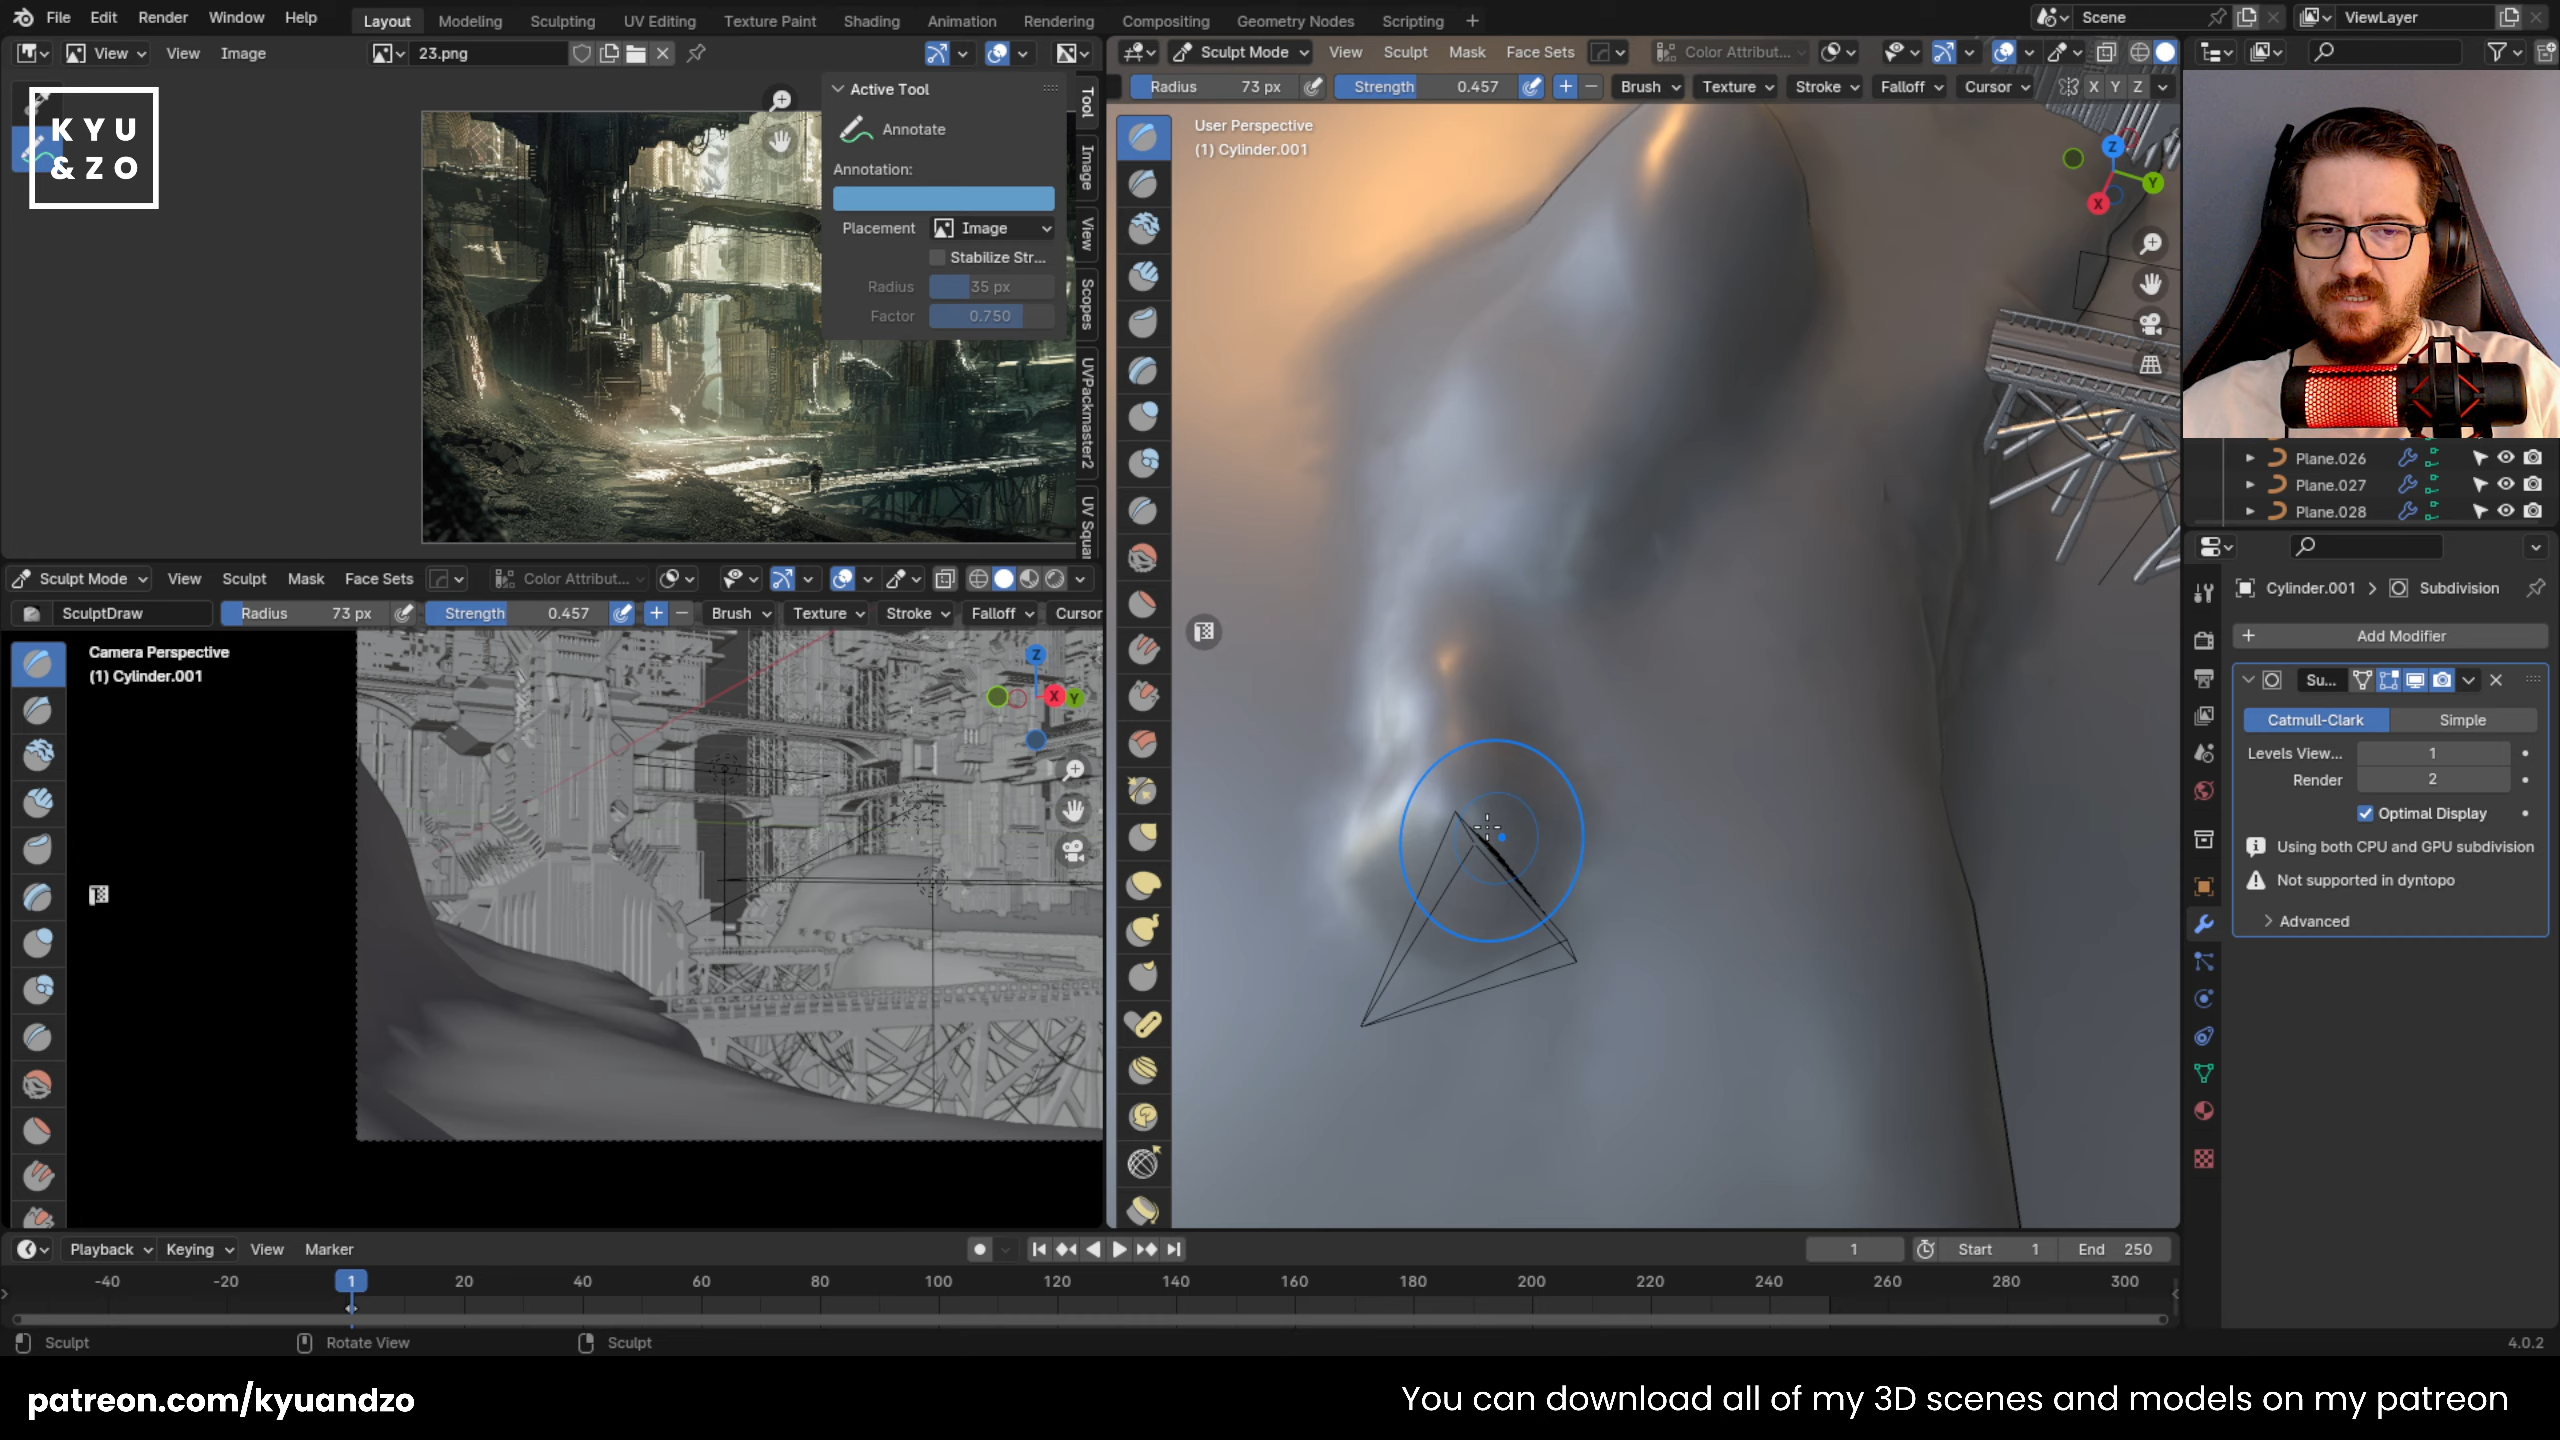 File Edit Render Window Help Layout Modeling Sculpting UV Editing Texture Paint Shading Animation Rendering Compositing Geometry Nodes Scripting + Scene ViewLayer
View View Image 23.png
KYU
&ZO
Active Tool
Annotate
Annotation:
Placement Image
Stabilize Str...
Radius 35 px
Factor 0.750
Tool
Image
View
Scopes
UVPackmaster2
UV Squa
Sculpt Mode View Sculpt Mask Face Sets Color Attribut...
Radius 73 px Strength 0.457 + − Brush Texture Stroke Falloff Cursor X Y Z
User Perspective
(1) Cylinder.001
Z
Y
X
Sculpt Mode View Sculpt Mask Face Sets Color Attribut...
SculptDraw Radius 73 px Strength 0.457 + − Brush Texture Stroke Falloff Cursor
Camera Perspective
(1) Cylinder.001
Z
X Y
Plane.026
Plane.027
Plane.028
Cylinder.001 > Subdivision
+ Add Modifier
Su...
Catmull-Clark Simple
Levels View... 1
Render 2
Optimal Display
Using both CPU and GPU subdivision
Not supported in dyntopo
Advanced
Playback Keying View Marker 1 Start 1 End 250
-40 -20 1 20 40 60 80 100 120 140 160 180 200 220 240 260 280 300
Sculpt Rotate View Sculpt 4.0.2
patreon.com/kyuandzo You can download all of my 3D scenes and models on my patreon